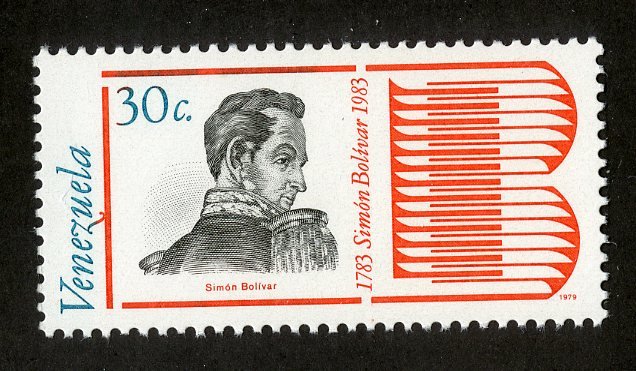 Venezuela
30c.
Simón Bolívar
1783 Simón Bolívar 1983
1979